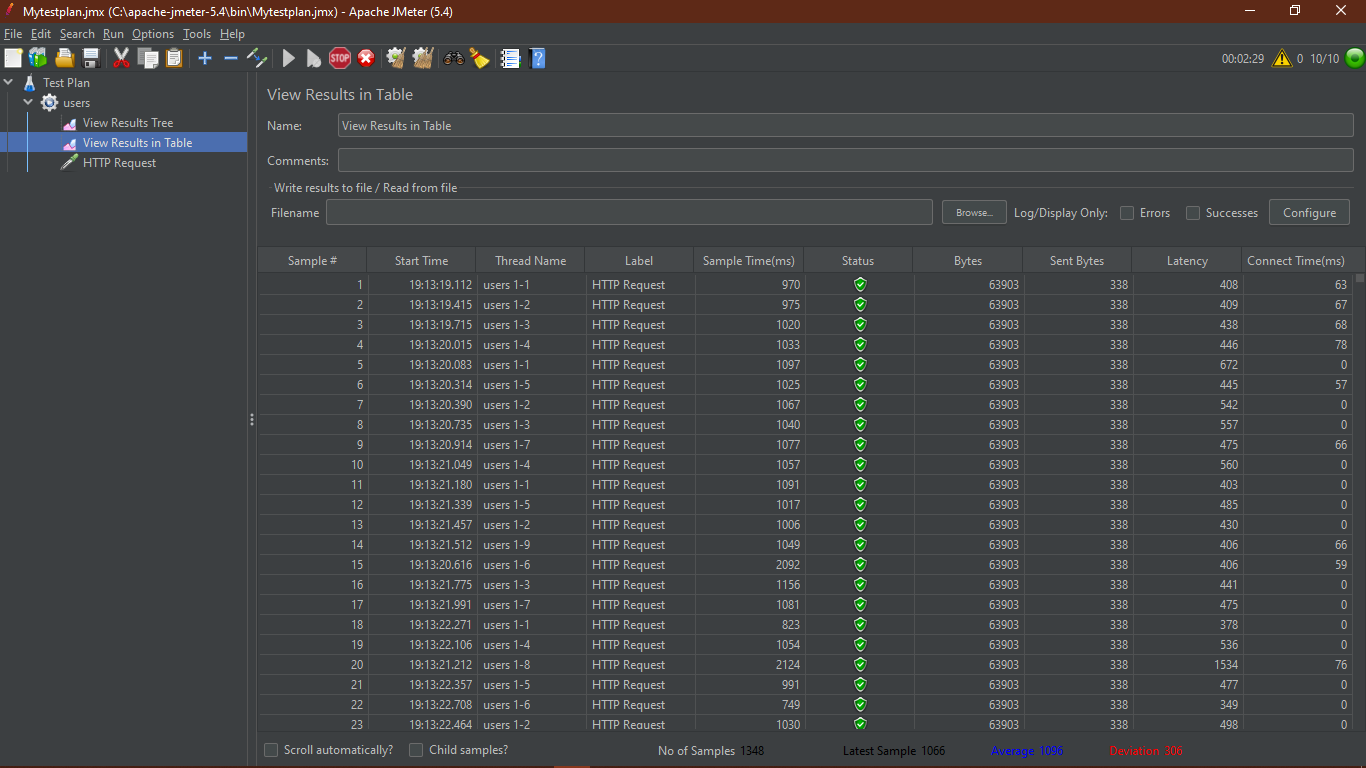 Mytestplan.jmx (C:\apache-jmeter-5.4\bin\Mytestplan.jmx) - Apache JMeter (5.4)
File Edit Search Run Options Tools Help
STOP 00:02:29 0 10/10
Test Plan
users
View Results Tree
View Results in Table
HTTP Request
View Results in Table
Name: View Results in Table
Comments:
Write results to file / Read from file
Filename Browse... Log/Display Only: Errors Successes Configure
Sample # Start Time Thread Name Label Sample Time(ms) Status Bytes Sent Bytes Latency Connect Time(ms)
1 19:13:19.112 users 1-1 HTTP Request 970 63903 338 408 63
2 19:13:19.415 users 1-2 HTTP Request 975 63903 338 409 67
3 19:13:19.715 users 1-3 HTTP Request 1020 63903 338 438 68
4 19:13:20.015 users 1-4 HTTP Request 1033 63903 338 446 78
5 19:13:20.083 users 1-1 HTTP Request 1097 63903 338 672 0
6 19:13:20.314 users 1-5 HTTP Request 1025 63903 338 445 57
7 19:13:20.390 users 1-2 HTTP Request 1067 63903 338 542 0
8 19:13:20.735 users 1-3 HTTP Request 1040 63903 338 557 0
9 19:13:20.914 users 1-7 HTTP Request 1077 63903 338 475 66
10 19:13:21.049 users 1-4 HTTP Request 1057 63903 338 560 0
11 19:13:21.180 users 1-1 HTTP Request 1091 63903 338 403 0
12 19:13:21.339 users 1-5 HTTP Request 1017 63903 338 485 0
13 19:13:21.457 users 1-2 HTTP Request 1006 63903 338 430 0
14 19:13:21.512 users 1-9 HTTP Request 1049 63903 338 406 66
15 19:13:20.616 users 1-6 HTTP Request 2092 63903 338 406 59
16 19:13:21.775 users 1-3 HTTP Request 1156 63903 338 441 0
17 19:13:21.991 users 1-7 HTTP Request 1081 63903 338 475 0
18 19:13:22.271 users 1-1 HTTP Request 823 63903 338 378 0
19 19:13:22.106 users 1-4 HTTP Request 1054 63903 338 536 0
20 19:13:21.212 users 1-8 HTTP Request 2124 63903 338 1534 76
21 19:13:22.357 users 1-5 HTTP Request 991 63903 338 477 0
22 19:13:22.708 users 1-6 HTTP Request 749 63903 338 349 0
23 19:13:22.464 users 1-2 HTTP Request 1030 63903 338 498 0
Scroll automatically? Child samples? No of Samples 1348 Latest Sample 1066 Average 1096 Deviation 306